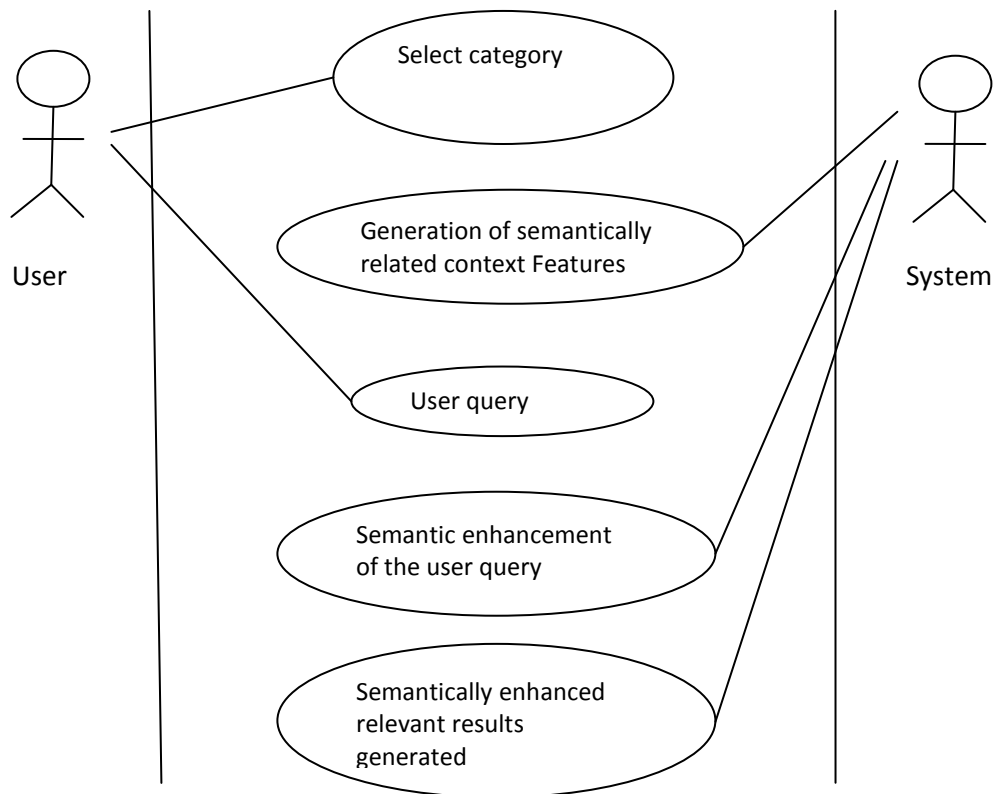 Select category
Generation of semantically
related context Features
User
System
User query
Semantic enhancement
of the user query
Semantically enhanced
relevant results
generated